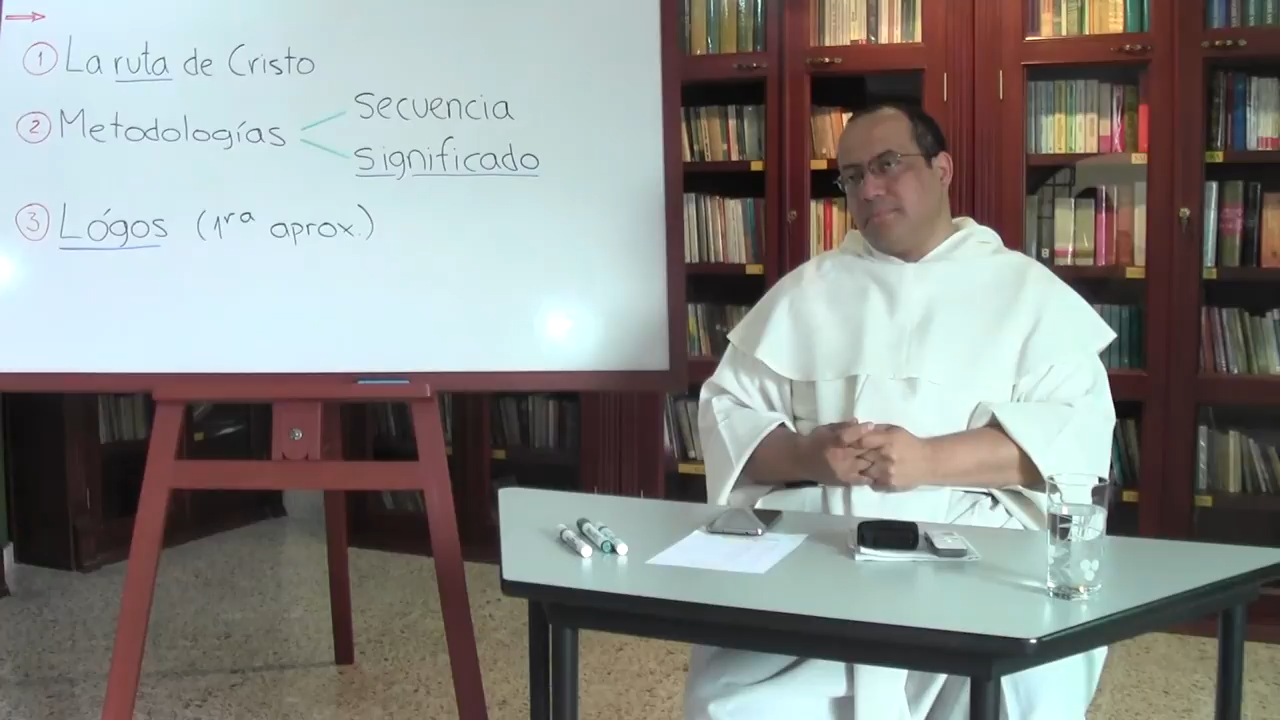 1 La ruta de Cristo
2 Metodologías
Secuencia
Significado
3 Lógos (1ra aprox.)